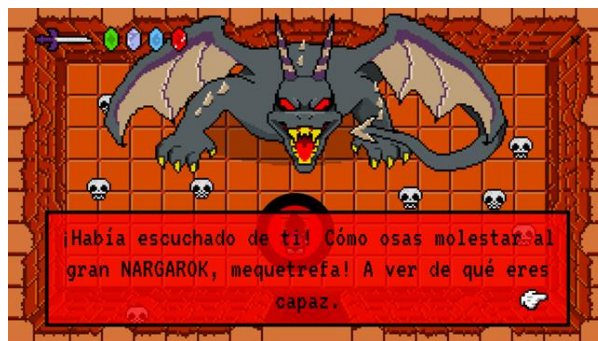 ¡Había escuchado de ti! Cómo osas molestar al
gran NARGAROK, mequetrefa! A ver de qué eres
capaz.